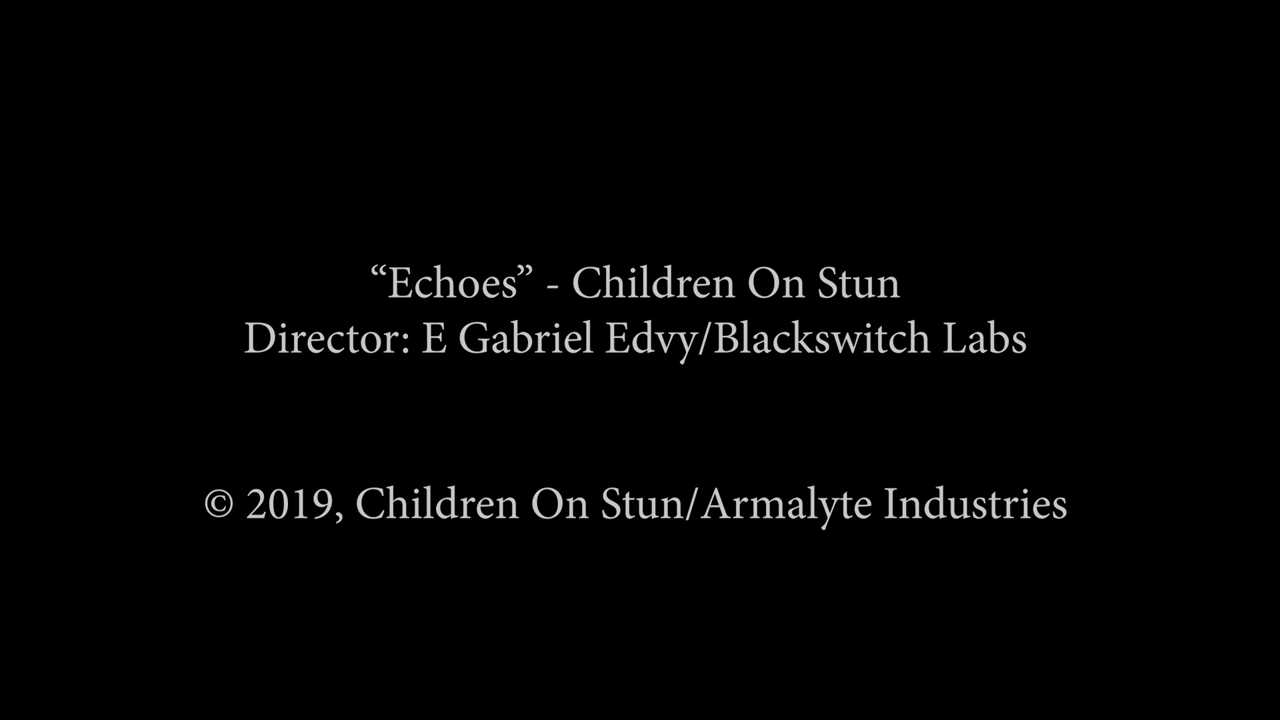 “Echoes” - Children On Stun
Director: E Gabriel Edvy/Blackswitch Labs
© 2019, Children On Stun/Armalyte Industries